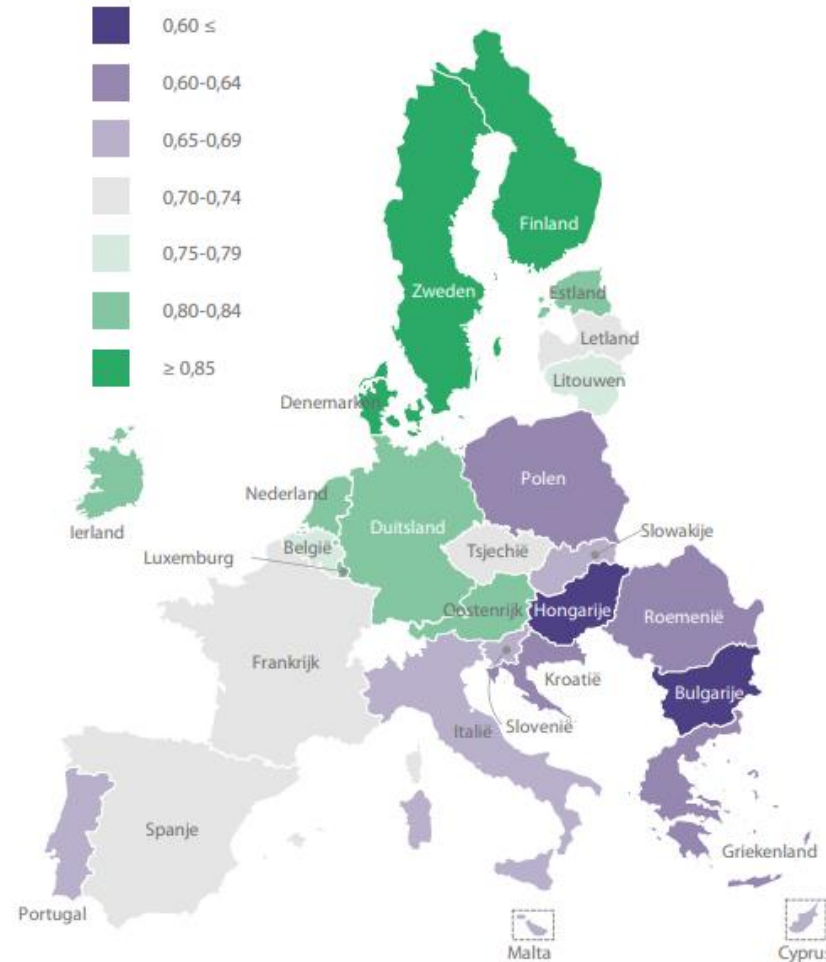 0,60 ≤
0,60-0,64
0,65-0,69
0,70-0,74
0,75-0,79
0,80-0,84
≥ 0,85
Finland
Zweden
Estland
Letland
Litouwen
Denemarken
Polen
Nederland
Duitsland
Ierland
Slowakije
België
Tsjechië
Luxemburg
Oostenrijk
Hongarije
Roemenië
Frankrijk
Kroatië
Bulgarije
Slovenië
Italië
Spanje
Griekenland
Portugal
Malta
Cyprus